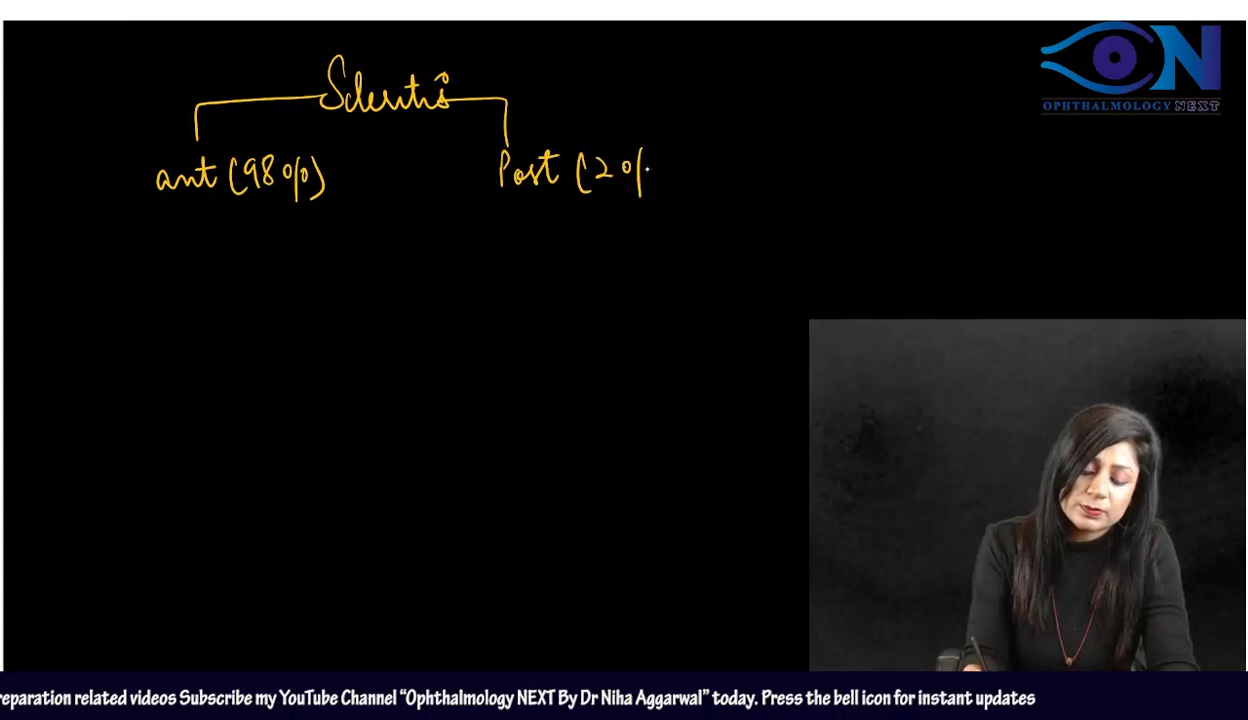 Scleritis
ant (98%) Post (2%
ON
OPHTHALMOLOGY NEXT
reparation related videos Subscribe my YouTube Channel “Ophthalmology NEXT By Dr Niha Aggarwal” today. Press the bell icon for instant updates